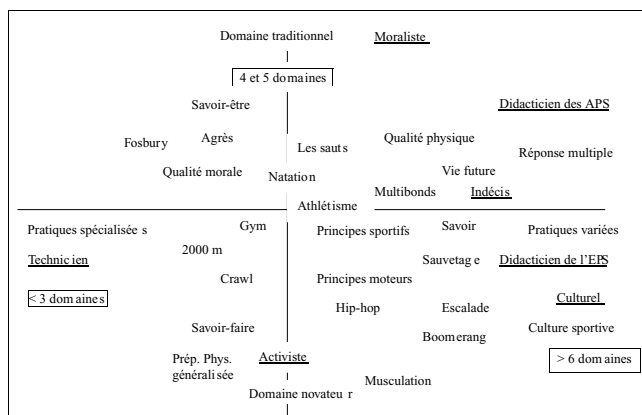 Domaine traditionnel Moraliste
4 et 5 domaines
Savoir-être Didacticien des APS
Fosbury Agrès Les sauts Qualité physique Réponse multiple
Qualité morale Natation Vie future
Multibonds Indécis
Athlétisme
Pratiques spécialisée s Gym Principes sportifs Savoir Pratiques variées
2000 m
Technicien Sauvetag e Didacticien de l'EPS
Crawl Principes moteurs
< 3 domaines Culturel
Hip-hop Escalade
Savoir-faire Boomerang Culture sportive
Prép. Phys. Activiste > 6 domaines
généralisée Musculation
Domaine novateu r